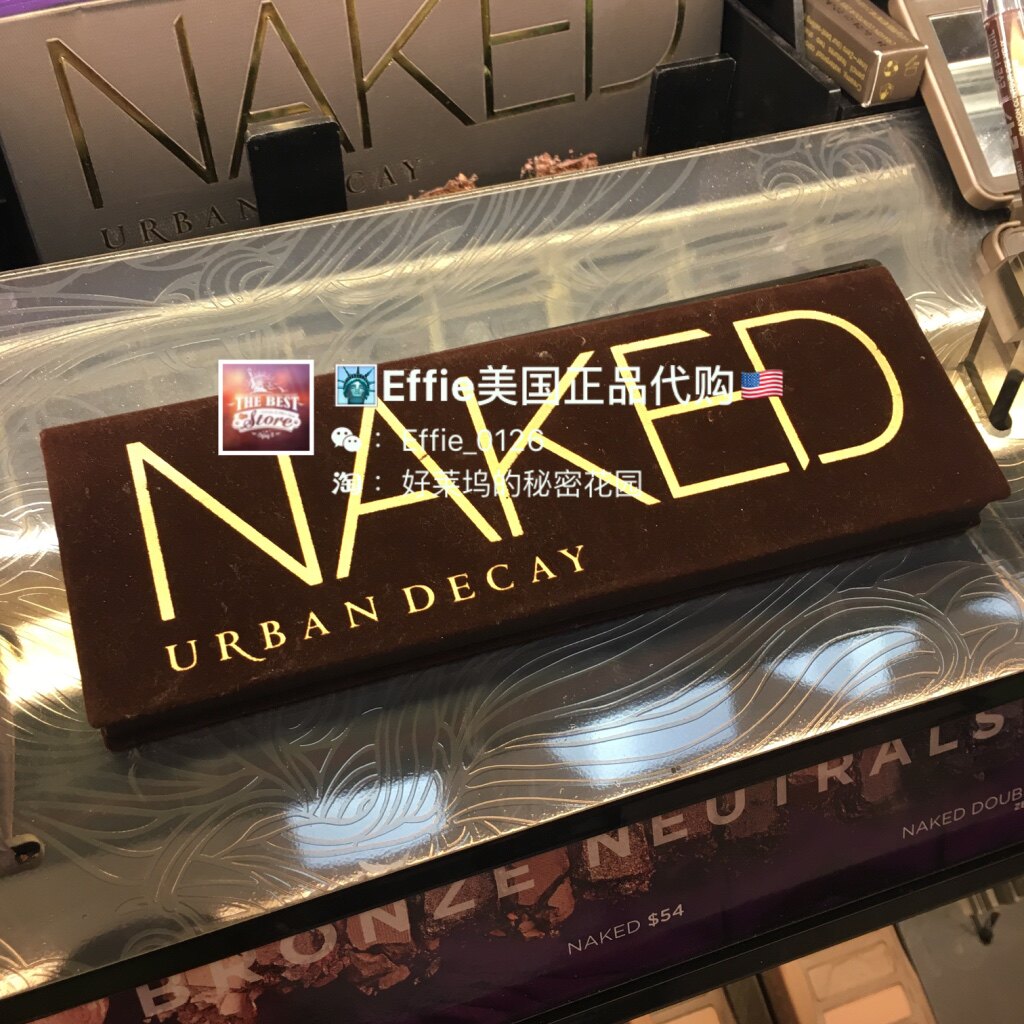 NAKED
URBAN DECAY
NAKED
URBAN DECAY
THE BEST
Store
Effie美国正品代购
: Effie_0126
淘: 好莱坞的秘密花园
BRONZE NEUTRALS
NAKED $54
NAKED DOUB